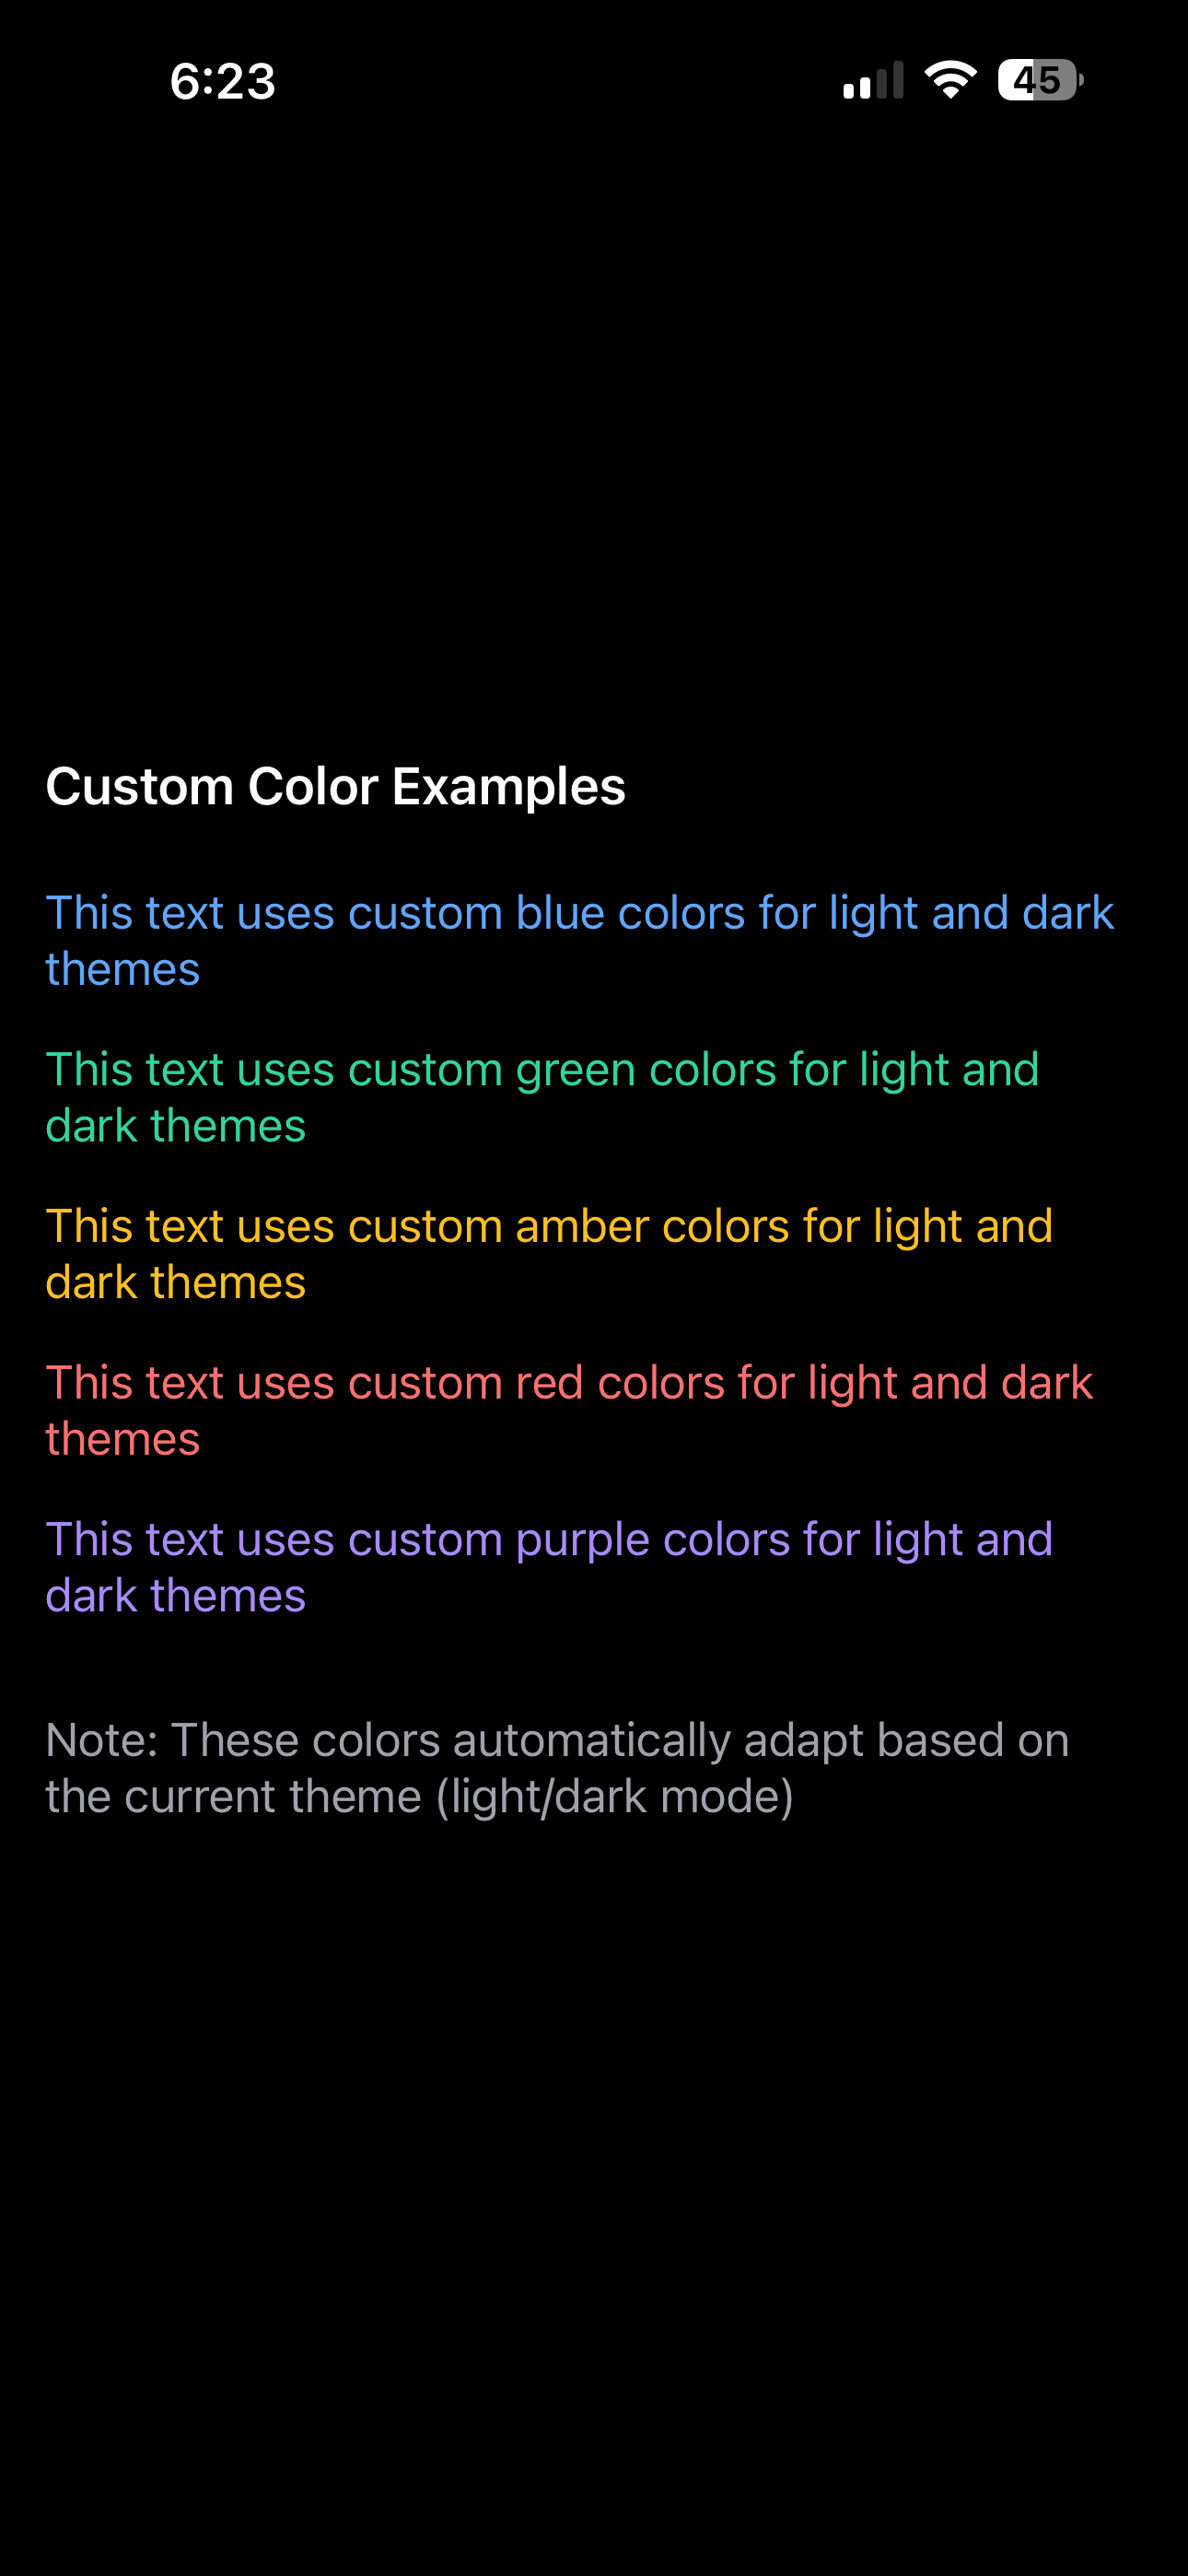 6:23
45
Custom Color Examples
This text uses custom blue colors for light and dark
themes
This text uses custom green colors for light and
dark themes
This text uses custom amber colors for light and
dark themes
This text uses custom red colors for light and dark
themes
This text uses custom purple colors for light and
dark themes
Note: These colors automatically adapt based on
the current theme (light/dark mode)